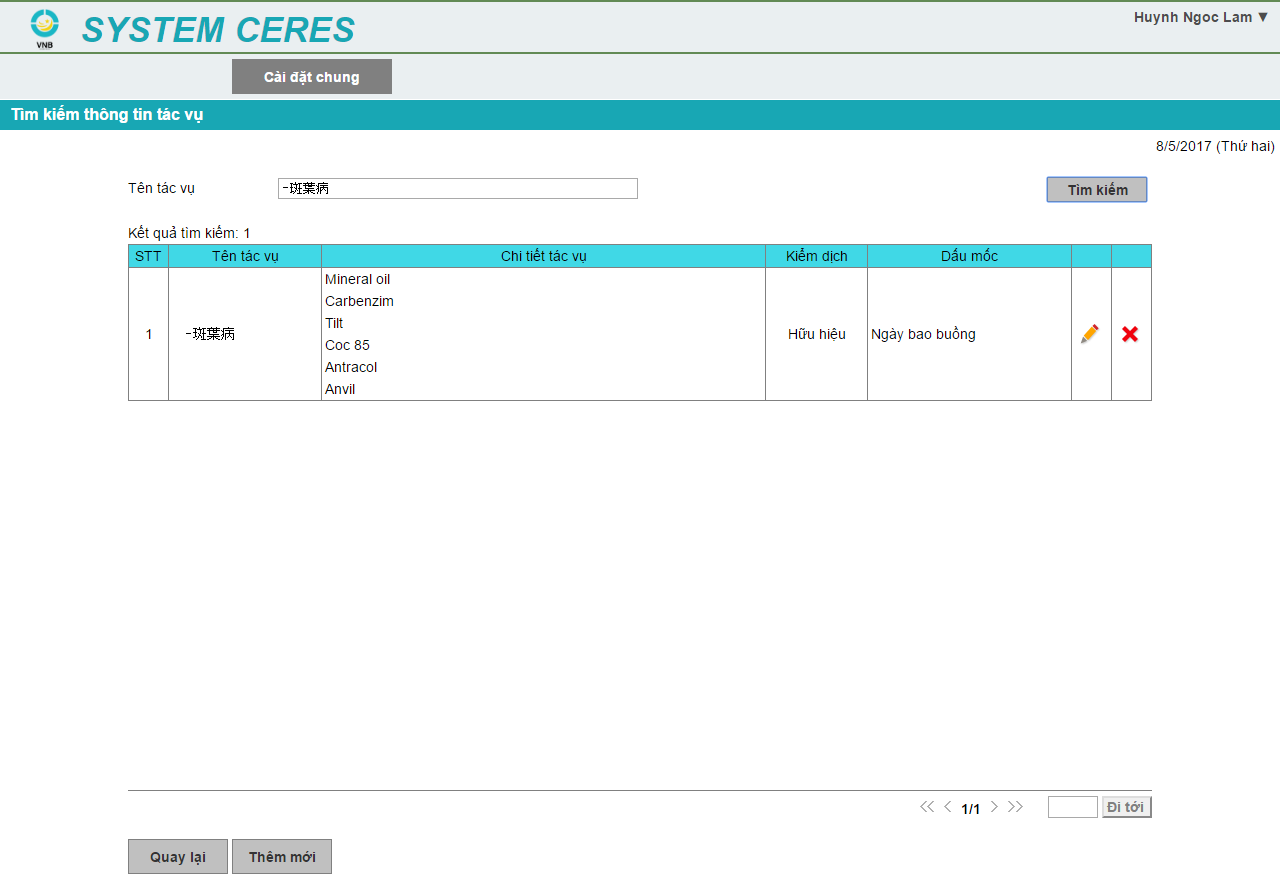 VNB
SYSTEM CERES
Huynh Ngoc Lam ▼
Cài đặt chung
Tìm kiếm thông tin tác vụ
8/5/2017 (Thứ hai)
Tên tác vụ
-斑葉病
Tìm kiếm
Kết quả tìm kiếm: 1
STT Tên tác vụ Chi tiết tác vụ Kiểm dịch Dấu mốc
1 -斑葉病
Mineral oil
Carbenzim
Tilt
Coc 85
Antracol
Anvil
Hữu hiệu
Ngày bao buồng
<< < 1/1 > >>
Đi tới
Quay lại
Thêm mới